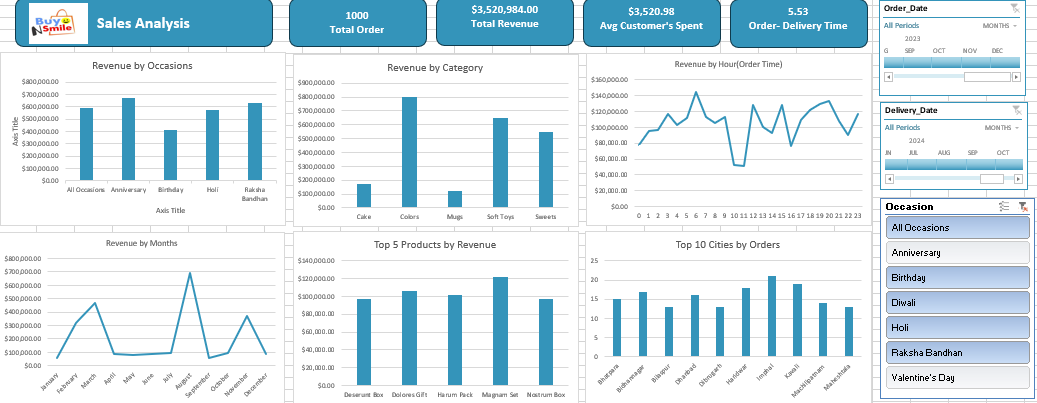 Buy
N Smile
Sales Analysis
1000
Total Order
$3,520,984.00
Total Revenue
$3,520.98
Avg Customer's Spent
5.53
Order- Delivery Time
Order_Date
All Periods
MONTHS
2023
G SEP OCT NOV DEC
Delivery_Date
All Periods
MONTHS
2024
JN JUL AUG SEP OCT
Occasion
All Occasions
Anniversary
Birthday
Diwali
Holi
Raksha Bandhan
Valentine's Day
Revenue by Occasions
Axis Title
$800,000.00
$700,000.00
$600,000.00
$500,000.00
$400,000.00
$300,000.00
$200,000.00
$100,000.00
$0.00
All Occasions Anniversary Birthday Holi Raksha
Bandhan
Axis Title
Revenue by Category
$900,000.00
$800,000.00
$700,000.00
$600,000.00
$500,000.00
$400,000.00
$300,000.00
$200,000.00
$100,000.00
$0.00
Cake Colors Mugs Soft Toys Sweets
Revenue by Hour(Order Time)
$160,000.00
$140,000.00
$120,000.00
$100,000.00
$80,000.00
$60,000.00
$40,000.00
$20,000.00
$0.00
0 1 2 3 4 5 6 7 8 9 10 11 12 13 14 15 16 17 18 19 20 21 22 23
Revenue by Months
$800,000.00
$700,000.00
$600,000.00
$500,000.00
$400,000.00
$300,000.00
$200,000.00
$100,000.00
$0.00
January February March April May June July August September October November December
Top 5 Products by Revenue
$140,000.00
$120,000.00
$100,000.00
$80,000.00
$60,000.00
$40,000.00
$20,000.00
$0.00
Deserunt Box Dolores Gift Harum Pack Magnam Set Nostrum Box
Top 10 Cities by Orders
25
20
15
10
5
0
Bhatpara Bidhannagar Bilaspur Dhanbad Dibrugarh Haridwar Imphal Kavali Machilipatnam Maheshtala